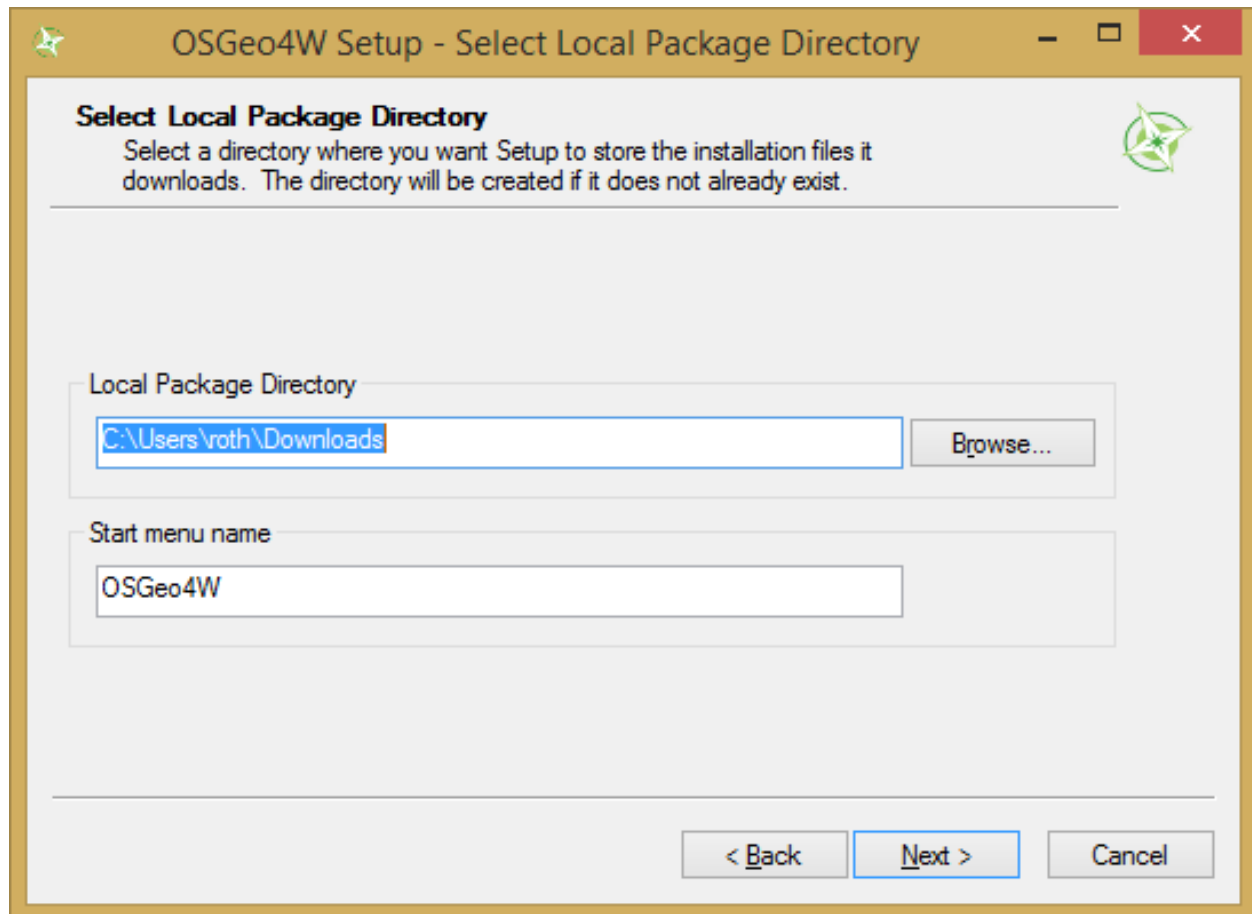 OSGeo4W Setup - Select Local Package Directory
Select Local Package Directory
Select a directory where you want Setup to store the installation files it
downloads.  The directory will be created if it does not already exist.
Local Package Directory
C:\Users\roth\Downloads
Browse...
Start menu name
OSGeo4W
< Back
Next >
Cancel